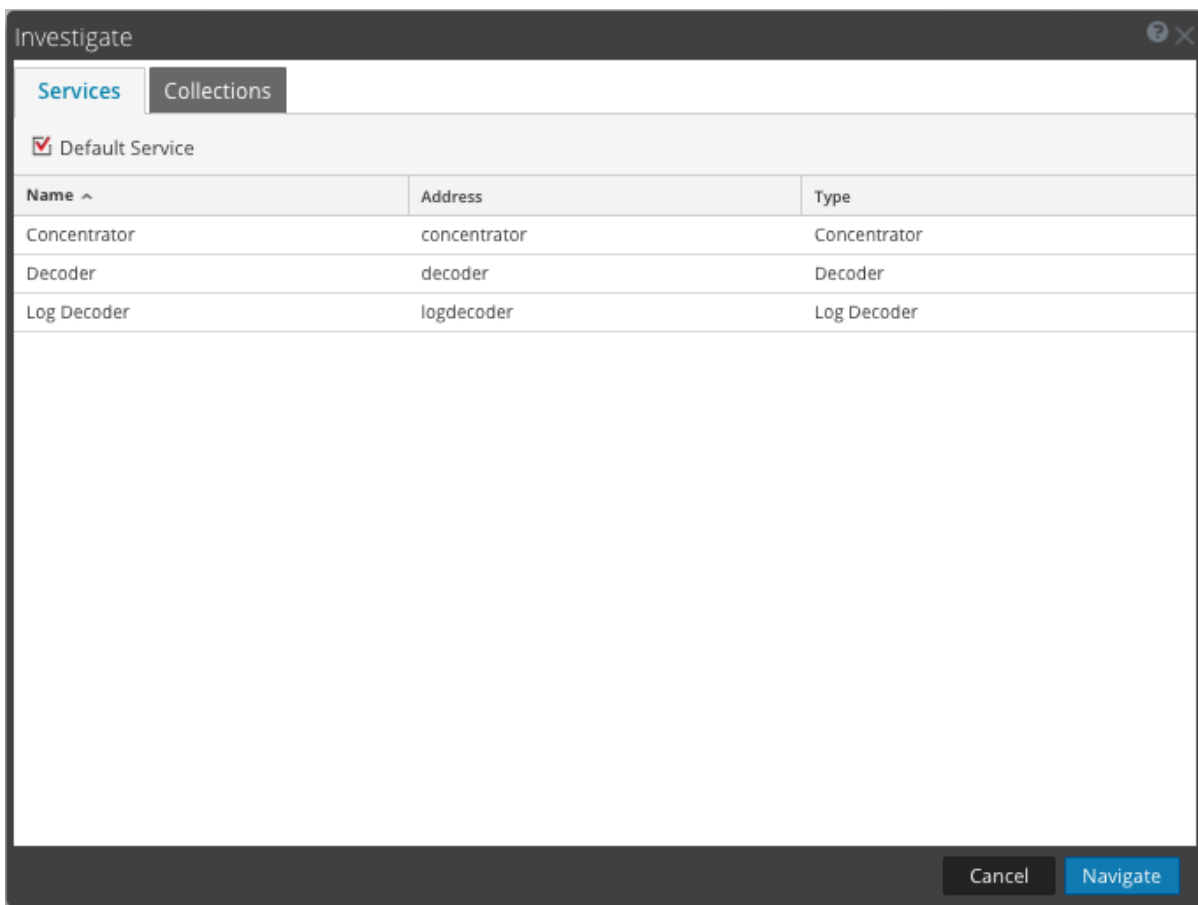 Investigate
Services Collections
Default Service
Name Address Type
Concentrator concentrator Concentrator
Decoder decoder Decoder
Log Decoder logdecoder Log Decoder
Cancel Navigate